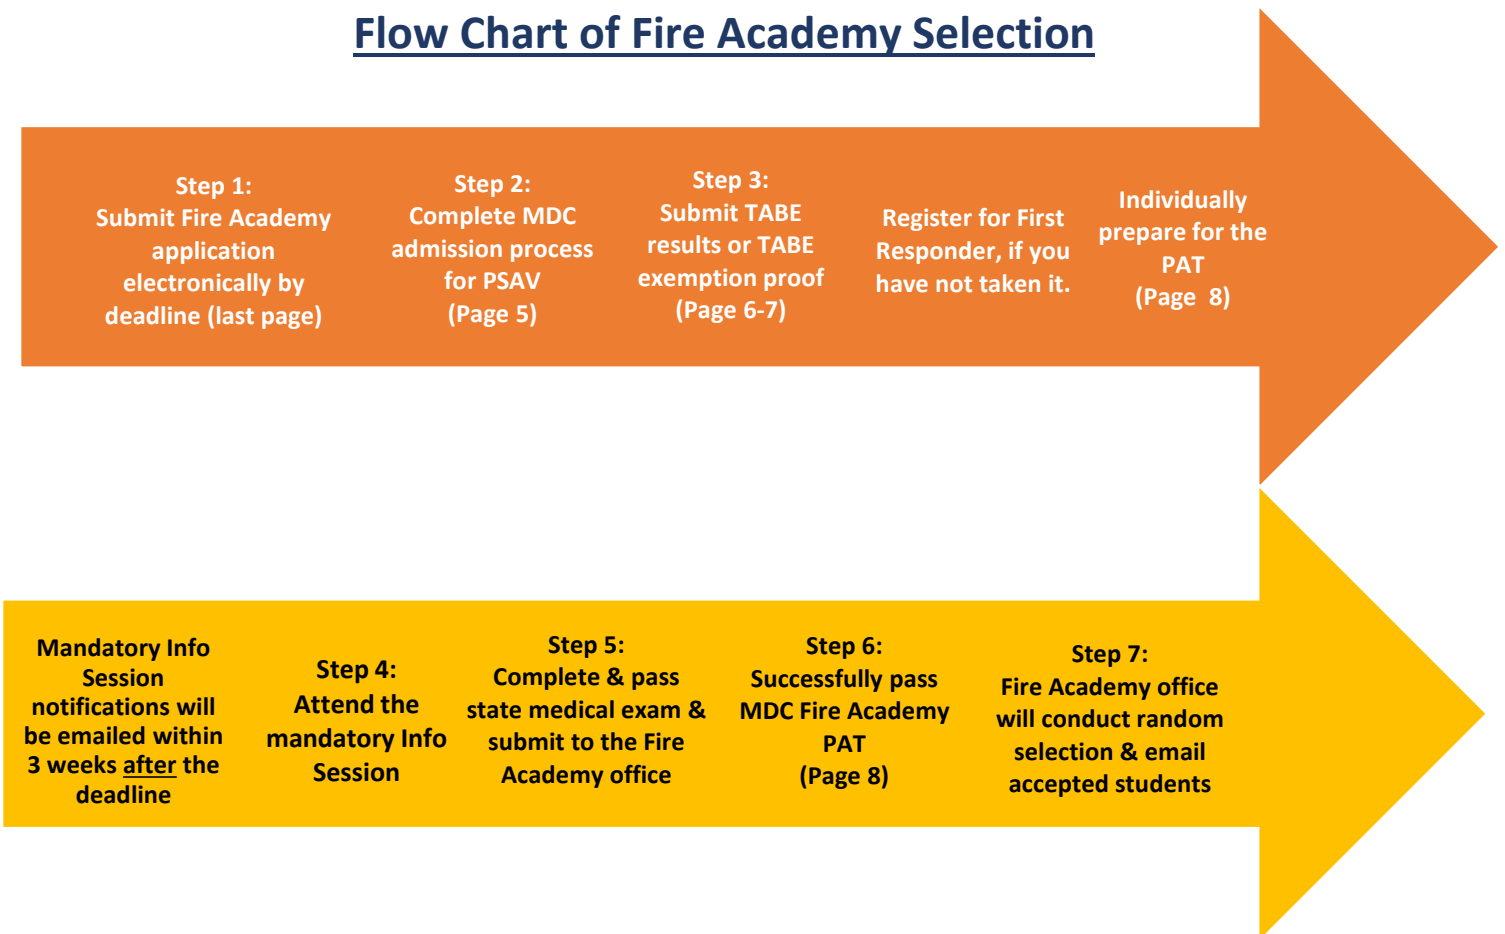 Flow Chart of Fire Academy Selection
Step 1:
Submit Fire Academy
application
electronically by
deadline (last page)
Step 2:
Complete MDC
admission process
for PSAV
(Page 5)
Step 3:
Submit TABE
results or TABE
exemption proof
(Page 6-7)
Register for First
Responder, if you
have not taken it.
Individually
prepare for the
PAT
(Page 8)
Mandatory Info
Session
notifications will
be emailed within
3 weeks after the
deadline
Step 4:
Attend the
mandatory Info
Session
Step 5:
Complete & pass
state medical exam &
submit to the Fire
Academy office
Step 6:
Successfully pass
MDC Fire Academy
PAT
(Page 8)
Step 7:
Fire Academy office
will conduct random
selection & email
accepted students